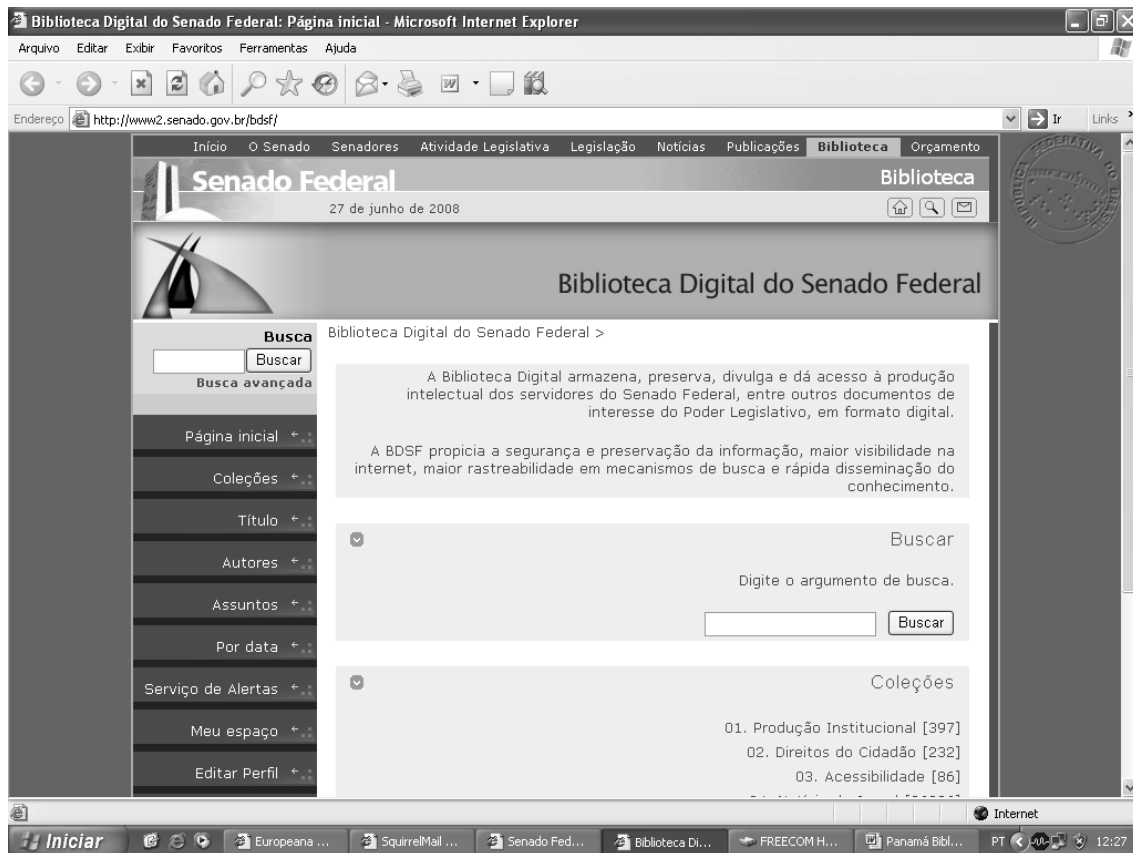 Biblioteca Digital do Senado Federal: Página inicial - Microsoft Internet Explorer
Arquivo Editar Exibir Favoritos Ferramentas Ajuda
Endereço http://www2.senado.gov.br/bdsf/ Ir Links
Início O Senado Senadores Atividade Legislativa Legislação Notícias Publicações Biblioteca Orçamento
Senado Federal
Biblioteca
27 de junho de 2008
Biblioteca Digital do Senado Federal
Busca
Buscar
Busca avançada
Página inicial
Coleções
Título
Autores
Assuntos
Por data
Serviço de Alertas
Meu espaço
Editar Perfil
Biblioteca Digital do Senado Federal >
A Biblioteca Digital armazena, preserva, divulga e dá acesso à produção
intelectual dos servidores do Senado Federal, entre outros documentos de
interesse do Poder Legislativo, em formato digital.
A BDSF propicia a segurança e preservação da informação, maior visibilidade na
internet, maior rastreabilidade em mecanismos de busca e rápida disseminação do
conhecimento.
Buscar
Digite o argumento de busca.
Buscar
Coleções
01. Produção Institucional [397]
02. Direitos do Cidadão [232]
03. Acessibilidade [86]
Internet
Iniciar Europeana ... SquirrelMail ... Senado Fed... Biblioteca Di... FREECOM H... Panamá Bibl... PT 12:27